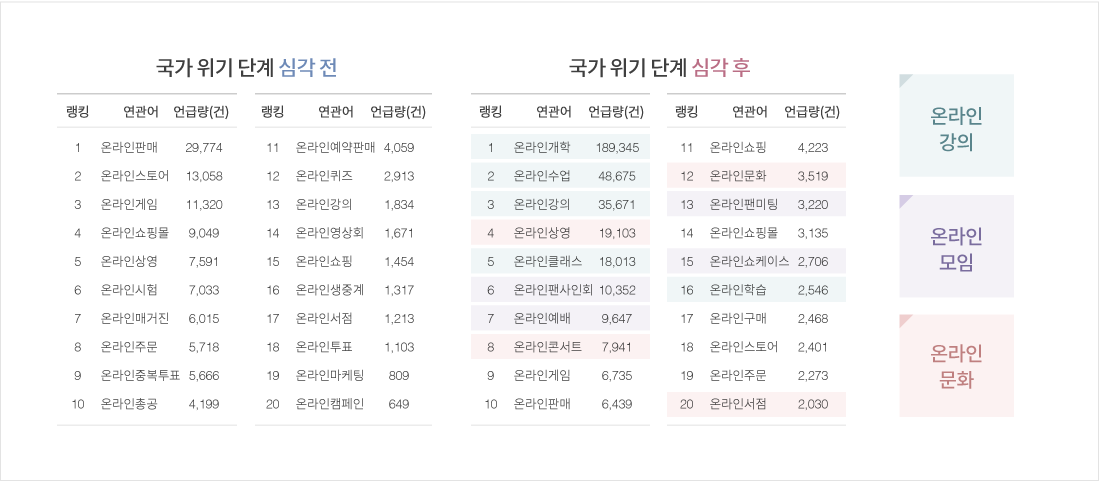 국가 위기 단계 심각 전
랭킹 연관어 언급량(건)
1 온라인판매 29,774
2 온라인스토어 13,058
3 온라인게임 11,320
4 온라인쇼핑몰 9,049
5 온라인상영 7,591
6 온라인시험 7,033
7 온라인매거진 6,015
8 온라인주문 5,718
9 온라인중복투표 5,666
10 온라인총공 4,199
랭킹 연관어 언급량(건)
11 온라인예약판매 4,059
12 온라인퀴즈 2,913
13 온라인강의 1,834
14 온라인영상회 1,671
15 온라인쇼핑 1,454
16 온라인생중계 1,317
17 온라인서점 1,213
18 온라인투표 1,103
19 온라인마케팅 809
20 온라인캠페인 649
국가 위기 단계 심각 후
랭킹 연관어 언급량(건)
1 온라인개학 189,345
2 온라인수업 48,675
3 온라인강의 35,671
4 온라인상영 19,103
5 온라인클래스 18,013
6 온라인팬사인회 10,352
7 온라인예배 9,647
8 온라인콘서트 7,941
9 온라인게임 6,735
10 온라인판매 6,439
랭킹 연관어 언급량(건)
11 온라인쇼핑 4,223
12 온라인문화 3,519
13 온라인팬미팅 3,220
14 온라인쇼핑몰 3,135
15 온라인쇼케이스 2,706
16 온라인학습 2,546
17 온라인구매 2,468
18 온라인스토어 2,401
19 온라인주문 2,273
20 온라인서점 2,030
온라인
강의
온라인
모임
온라인
문화